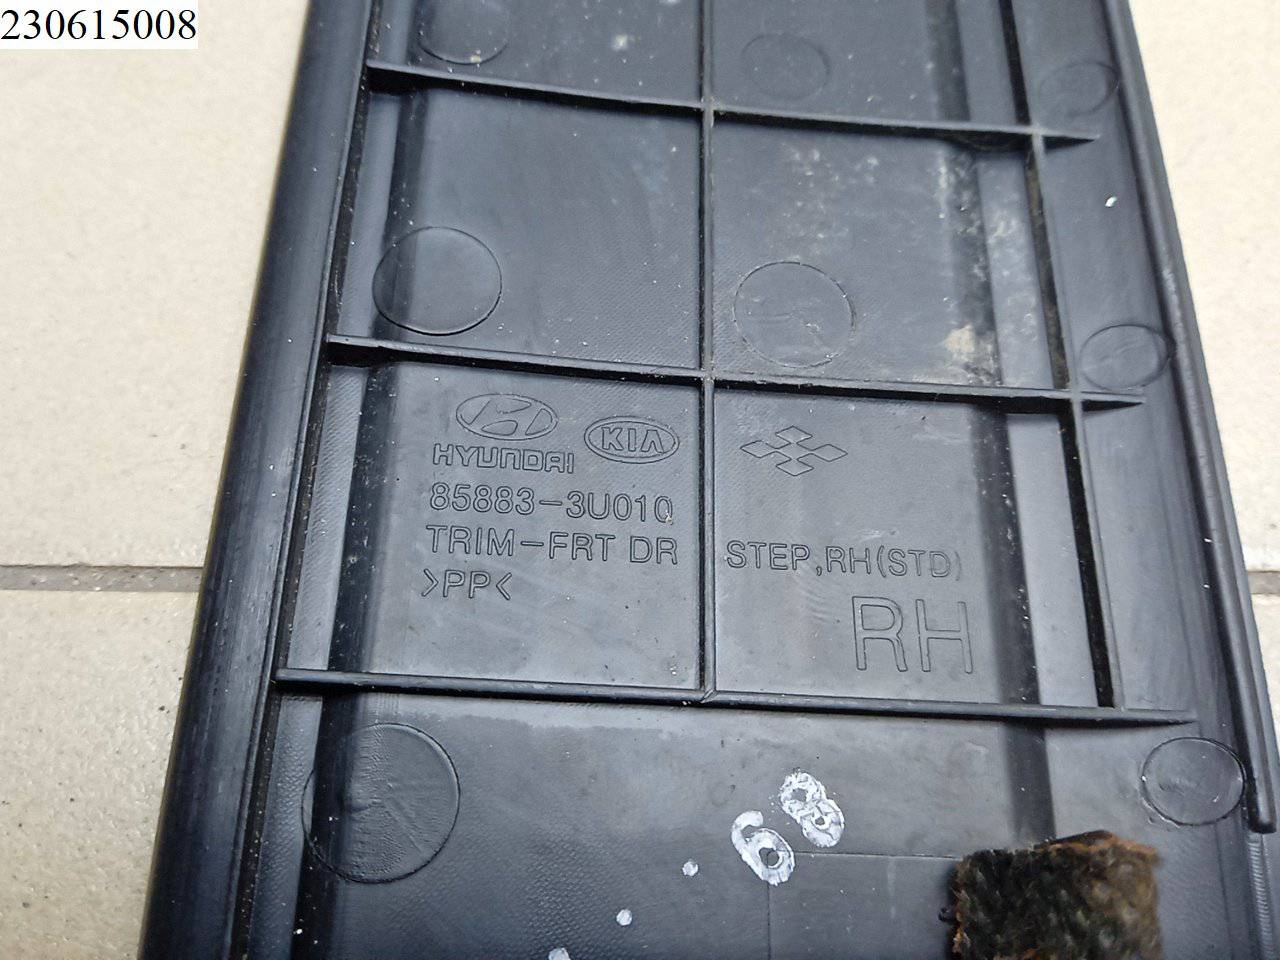 230615008
HYUNDAI KIA
85883-3U010
TRIM-FRT DR STEP,RH(STD)
>PP<
RH
68